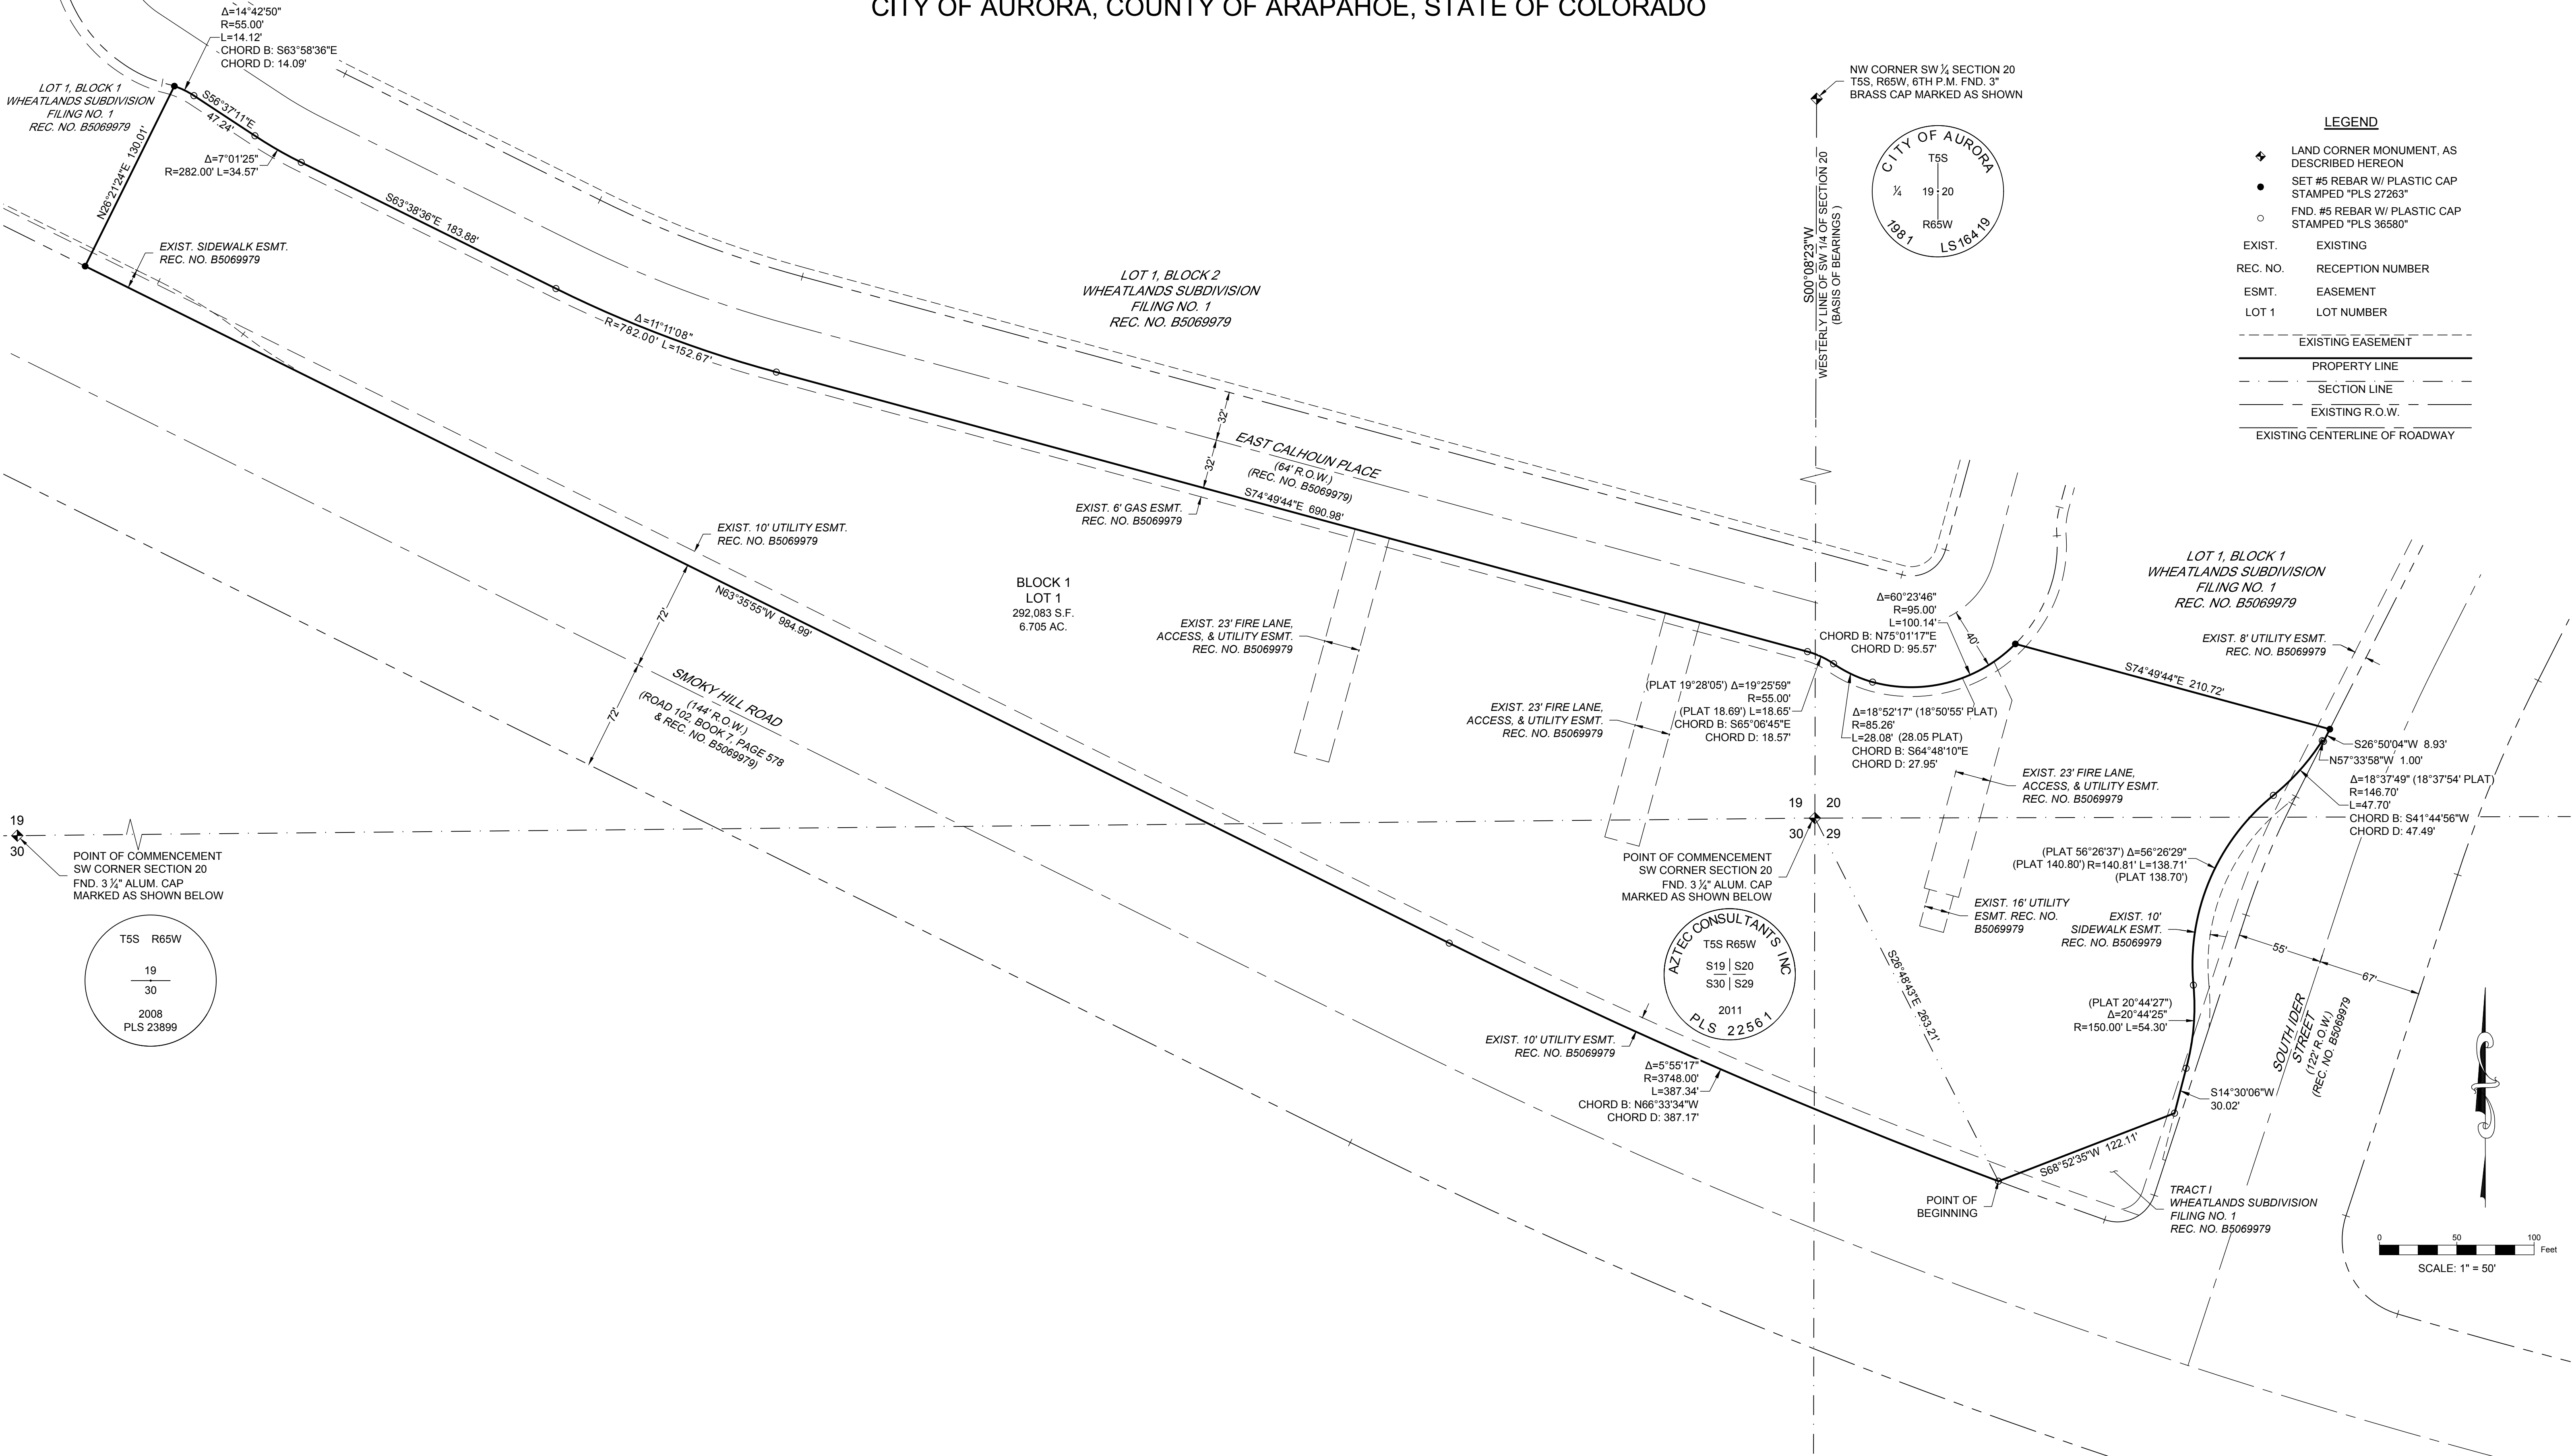 CITY OF AURORA, COUNTY OF ARAPAHOE, STATE OF COLORADO
Δ=14°42'50"
R=55.00'
L=14.12'
CHORD B: S63°58'36"E
CHORD D: 14.09'
LOT 1, BLOCK 1
WHEATLANDS SUBDIVISION
FILING NO. 1
REC. NO. B5069979
S56°37'11"E
47.24'
Δ=7°01'25"
R=282.00' L=34.57'
N26°21'24"E 130.01'
EXIST. SIDEWALK ESMT.
REC. NO. B5069979
S63°38'36"E 183.88'
Δ=11°11'08"
R=782.00' L=152.67'
LOT 1, BLOCK 2
WHEATLANDS SUBDIVISION
FILING NO. 1
REC. NO. B5069979
32'
32'
EAST CALHOUN PLACE
(64' R.O.W.)
(REC. NO. B5069979)
S74°49'44"E 690.98'
EXIST. 6' GAS ESMT.
REC. NO. B5069979
EXIST. 10' UTILITY ESMT.
REC. NO. B5069979
N63°35'55"W 984.99'
72'
72'
SMOKY HILL ROAD
(144' R.O.W.)
(ROAD 102, BOOK 7, PAGE 578
& REC. NO. B5069979)
BLOCK 1
LOT 1
292,083 S.F.
6.705 AC.
EXIST. 23' FIRE LANE,
ACCESS, & UTILITY ESMT.
REC. NO. B5069979
EXIST. 23' FIRE LANE,
ACCESS, & UTILITY ESMT.
REC. NO. B5069979
NW CORNER SW ¼ SECTION 20
T5S, R65W, 6TH P.M. FND. 3"
BRASS CAP MARKED AS SHOWN
CITY OF AURORA
T5S
¼ 19 20
R65W
1981 LS16419
S00°08'23"W
WESTERLY LINE OF SW 1/4 OF SECTION 20
(BASIS OF BEARINGS )
LEGEND
LAND CORNER MONUMENT, AS
DESCRIBED HEREON
SET #5 REBAR W/ PLASTIC CAP
STAMPED "PLS 27263"
FND. #5 REBAR W/ PLASTIC CAP
STAMPED "PLS 36580"
EXIST. EXISTING
REC. NO. RECEPTION NUMBER
ESMT. EASEMENT
LOT 1 LOT NUMBER
EXISTING EASEMENT
PROPERTY LINE
SECTION LINE
EXISTING R.O.W.
EXISTING CENTERLINE OF ROADWAY
Δ=60°23'46"
R=95.00'
L=100.14'
CHORD B: N75°01'17"E
CHORD D: 95.57'
40'
(PLAT 19°28'05') Δ=19°25'59"
R=55.00'
(PLAT 18.69') L=18.65'
CHORD B: S65°06'45"E
CHORD D: 18.57'
Δ=18°52'17" (18°50'55' PLAT)
R=85.26'
L=28.08' (28.05 PLAT)
CHORD B: S64°48'10"E
CHORD D: 27.95'
LOT 1, BLOCK 1
WHEATLANDS SUBDIVISION
FILING NO. 1
REC. NO. B5069979
EXIST. 8' UTILITY ESMT.
REC. NO. B5069979
S74°49'44"E 210.72'
S26°50'04"W 8.93'
N57°33'58"W 1.00'
Δ=18°37'49" (18°37'54' PLAT)
R=146.70'
L=47.70'
CHORD B: S41°44'56"W
CHORD D: 47.49'
EXIST. 23' FIRE LANE,
ACCESS, & UTILITY ESMT.
REC. NO. B5069979
(PLAT 56°26'37') Δ=56°26'29"
(PLAT 140.80') R=140.81' L=138.71'
(PLAT 138.70')
EXIST. 16' UTILITY
ESMT. REC. NO.
B5069979
EXIST. 10'
SIDEWALK ESMT.
REC. NO. B5069979
55'
67'
(PLAT 20°44'27")
Δ=20°44'25"
R=150.00' L=54.30'
SOUTH IDER
STREET
(122' R.O.W.)
(REC. NO. B5069979
S14°30'06"W
30.02'
S68°52'35"W 122.11'
TRACT I
WHEATLANDS SUBDIVISION
FILING NO. 1
REC. NO. B5069979
POINT OF
BEGINNING
S26°48'43"E 263.21'
19 20
30 29
POINT OF COMMENCEMENT
SW CORNER SECTION 20
FND. 3 ¼" ALUM. CAP
MARKED AS SHOWN BELOW
AZTEC CONSULTANTS INC
T5S R65W
S19 S20
S30 S29
2011
PLS 22561
EXIST. 10' UTILITY ESMT.
REC. NO. B5069979
Δ=5°55'17"
R=3748.00'
L=387.34'
CHORD B: N66°33'34"W
CHORD D: 387.17'
19
30
POINT OF COMMENCEMENT
SW CORNER SECTION 20
FND. 3 ¼" ALUM. CAP
MARKED AS SHOWN BELOW
T5S R65W
19
30
2008
PLS 23899
0 50 100
Feet
SCALE: 1" = 50'